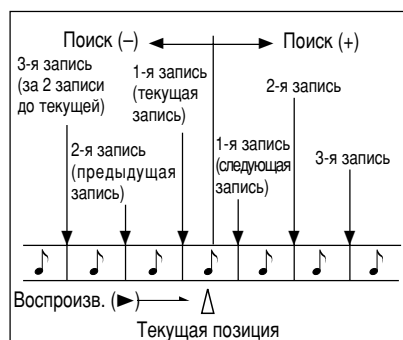 Поиск (–)
Поиск (+)
3-я запись
(за 2 записи
до текущей)
1-я запись
(текущая
запись)
2-я запись
2-я запись
(предыдущая
запись)
1-я запись
(следующая
запись)
3-я запись
Воспроизв. (►)
Текущая позиция